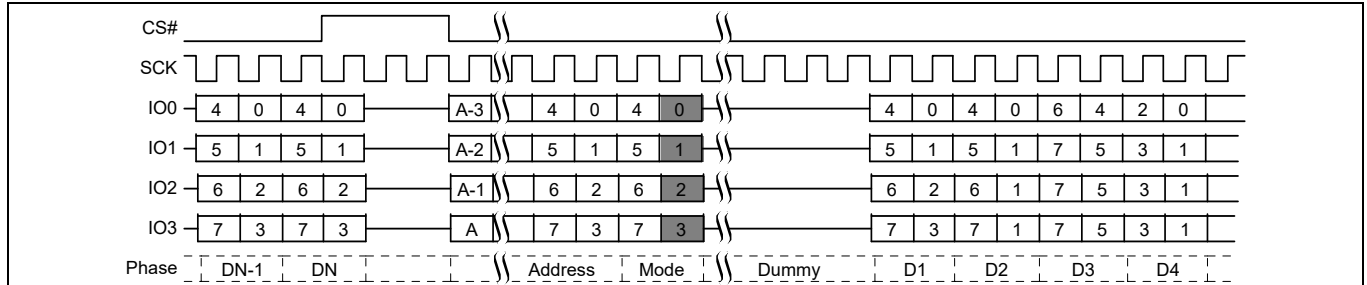 CS#
SCK
IO0 4 0 4 0 A-3 4 0 4 0 4 0 4 0 6 4 2 0
IO1 5 1 5 1 A-2 5 1 5 1 5 1 5 1 7 5 3 1
IO2 6 2 6 2 A-1 6 2 6 2 6 2 6 1 7 5 3 1
IO3 7 3 7 3 A 7 3 7 3 7 3 7 1 7 5 3 1
Phase DN-1 DN Address Mode Dummy D1 D2 D3 D4